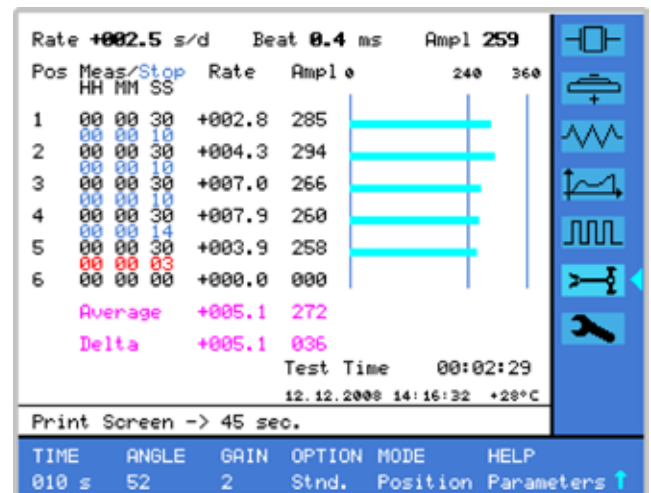 Rate +002.5 s/d Beat 0.4 ms Ampl 259
Pos Meas/Stop Rate Ampl 0 240 360
HH MM SS
1 00 00 30 +002.8 285
00 00 10
2 00 00 30 +004.3 294
00 00 10
3 00 00 30 +007.0 266
00 00 10
4 00 00 30 +007.9 260
00 00 14
5 00 00 30 +003.9 258
00 00 03
6 00 00 00 +000.0 000
Average +005.1 272
Delta +005.1 036
Test Time 00:02:29
12.12.2008 14:16:32 +28°C
Print Screen -> 45 sec.
TIME ANGLE GAIN OPTION MODE HELP
010 s 52 2 Stnd. Position Parameters ↑